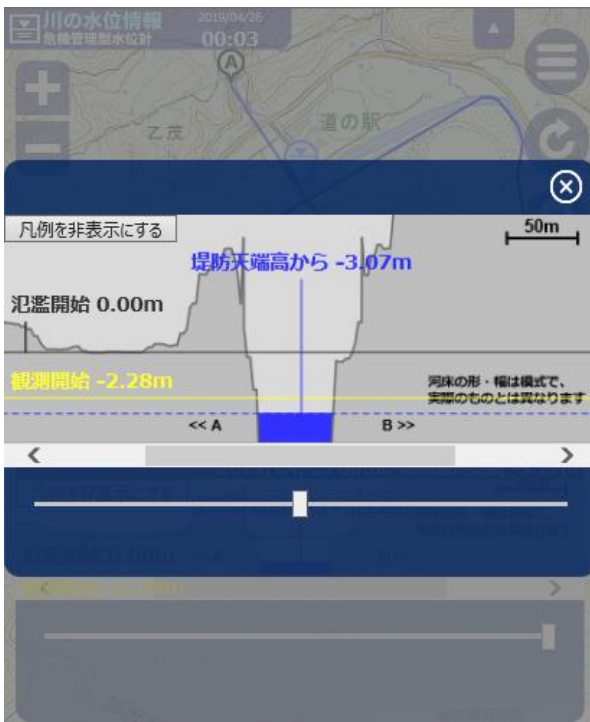 川の水位情報
危機管理型水位計
2019/04/26
00:03
A
乙茂
道の駅
凡例を非表示にする
50m
堤防天端高から -3.07m
氾濫開始 0.00m
観測開始 -2.28m
河床の形・幅は模式で、
実際のものとは異なります
<< A
B >>